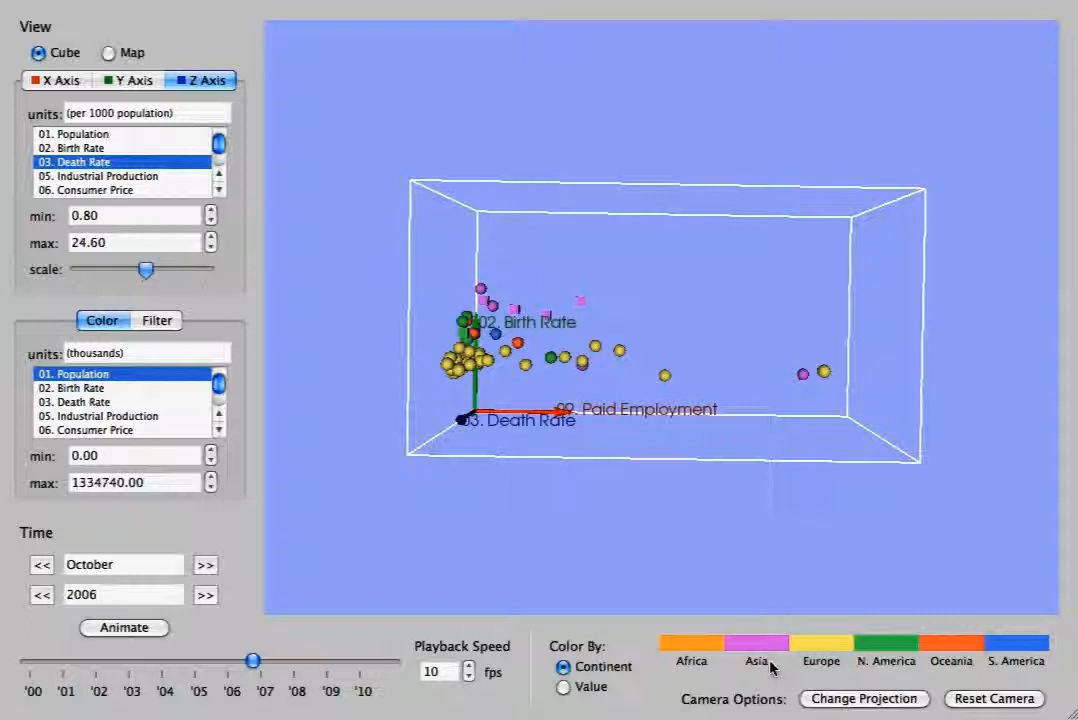 View
Cube
Map
X Axis
Y Axis
Z Axis
units: (per 1000 population)
01. Population
02. Birth Rate
03. Death Rate
05. Industrial Production
06. Consumer Price
min: 0.80
max: 24.60
scale:
Color
Filter
units: (thousands)
01. Population
02. Birth Rate
03. Death Rate
05. Industrial Production
06. Consumer Price
min: 0.00
max: 1334740.00
Time
<< October >>
<< 2006 >>
Animate
'00 '01 '02 '03 '04 '05 '06 '07 '08 '09 '10
02. Birth Rate
09. Paid Employment
03. Death Rate
Playback Speed
10 fps
Color By:
Continent
Value
Africa
Asia
Europe
N. America
Oceania
S. America
Camera Options:
Change Projection
Reset Camera